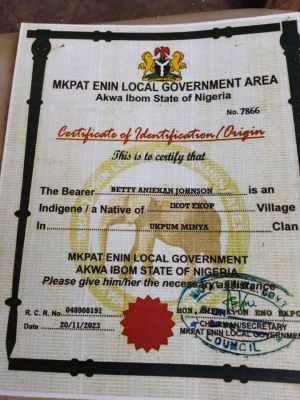 MKPAT ENIN LOCAL GOVERNMENT AREA
Akwa Ibom State of Nigeria
No. 7866
Certificate of Identification/Origin
This is to certify that
The Bearer BETTY ANIEKAN JOHNSON is an
Indigene / a Native of IKOT EKOP Village
In UKPUM MINYA Clan
MKPAT ENIN LOCAL GOVERNMENT
AKWA IBOM STATE OF NIGERIA
Please give him/her the necessary assistance
R. C. R No. 048908191
HON. ENO EKPO
Date 20/11/2023
CHAIRMAN/SECRETARY
MKPAT ENIN LOCAL GOVERNMENT
COUNCIL